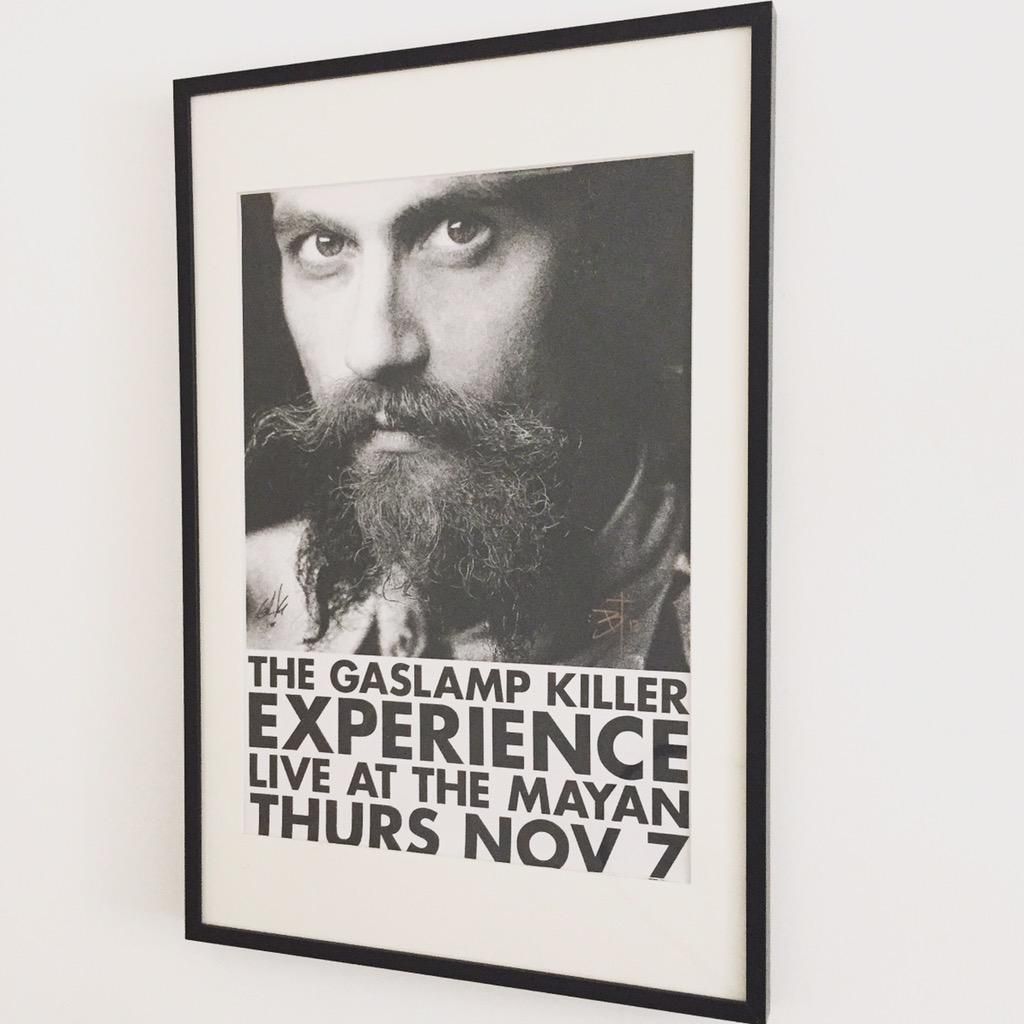 THE GASLAMP KILLER
EXPERIENCE
LIVE AT THE MAYAN
THURS NOV 7